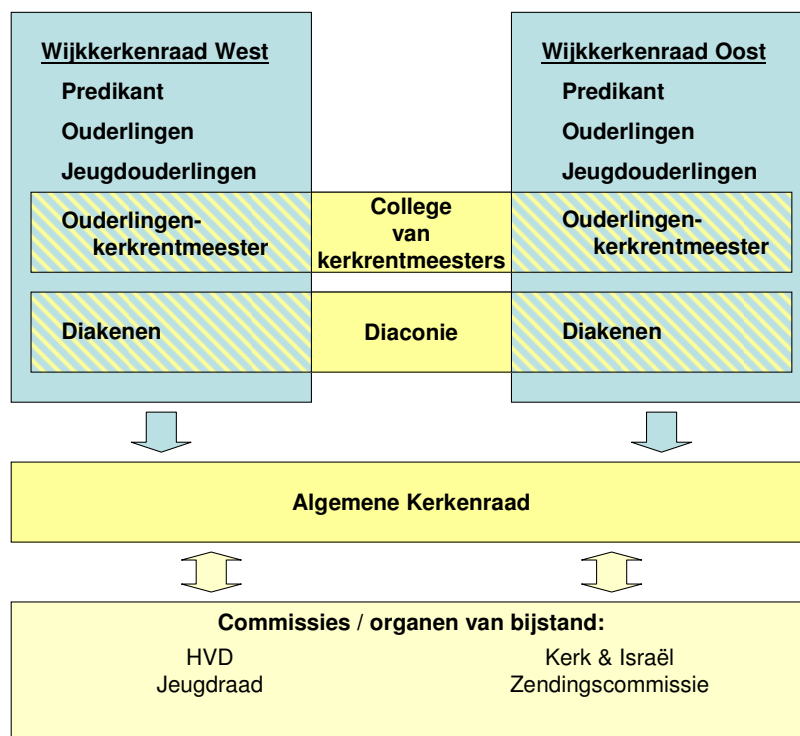 Wijkkerkenraad West
Predikant
Ouderlingen
Jeugdouderlingen
Ouderlingen-
kerkrentmeester
Diakenen
College
van
kerkrentmeesters
Diaconie
Wijkkerkenraad Oost
Predikant
Ouderlingen
Jeugdouderlingen
Ouderlingen-
kerkrentmeester
Diakenen
Algemene Kerkenraad
Commissies / organen van bijstand:
HVD
Jeugdraad
Kerk & Israël
Zendingscommissie